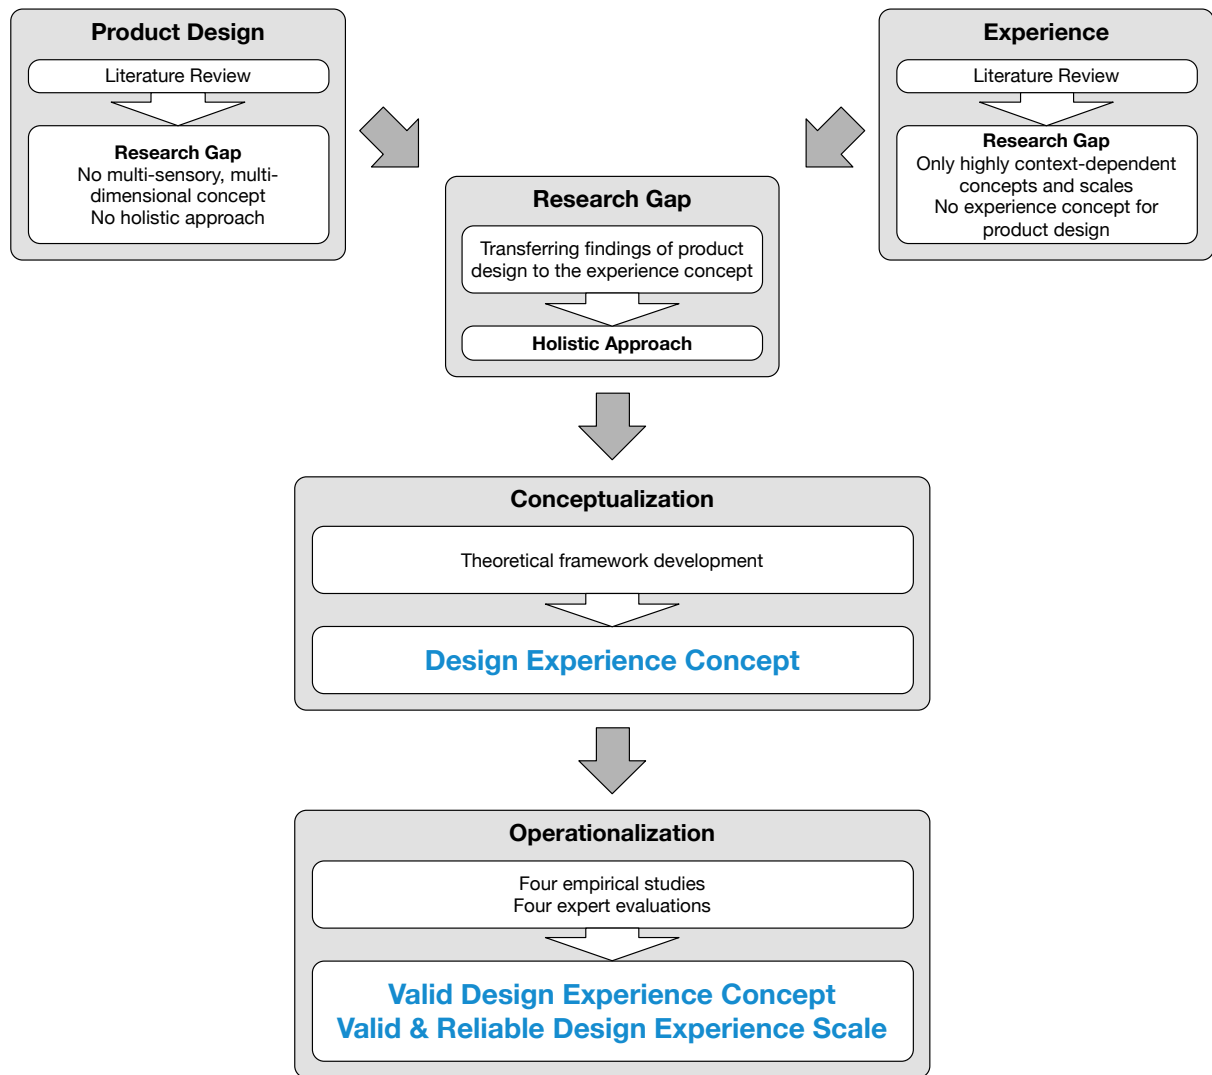 Product Design
Literature Review
Research Gap
No multi-sensory, multi-
dimensional concept
No holistic approach
Experience
Literature Review
Research Gap
Only highly context-dependent
concepts and scales
No experience concept for
product design
Research Gap
Transferring findings of product
design to the experience concept
Holistic Approach
Conceptualization
Theoretical framework development
Design Experience Concept
Operationalization
Four empirical studies
Four expert evaluations
Valid Design Experience Concept
Valid & Reliable Design Experience Scale